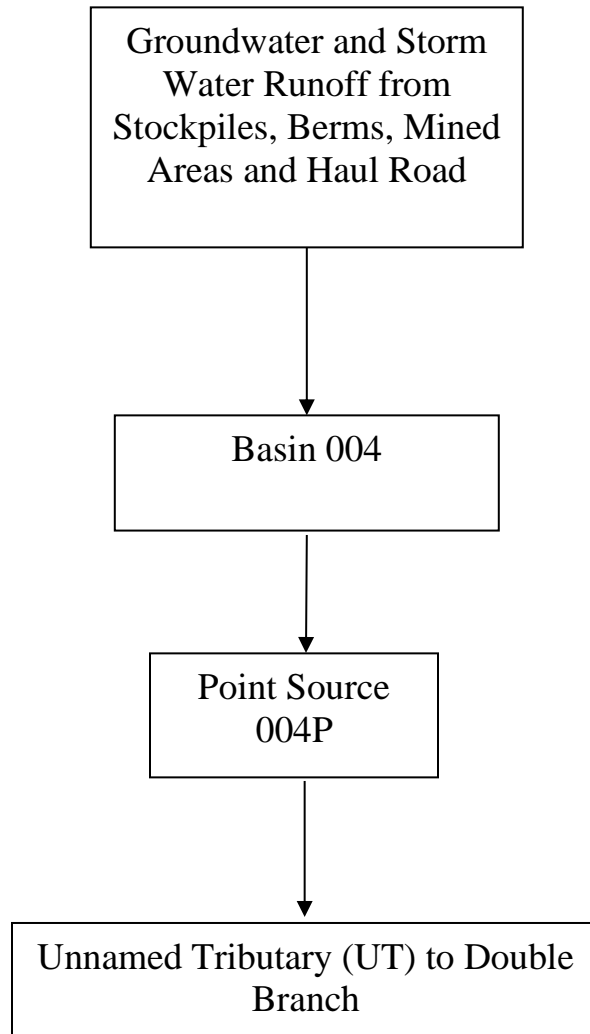 Groundwater and Storm
Water Runoff from
Stockpiles, Berms, Mined
Areas and Haul Road
Basin 004
Point Source
004P
Unnamed Tributary (UT) to Double
Branch